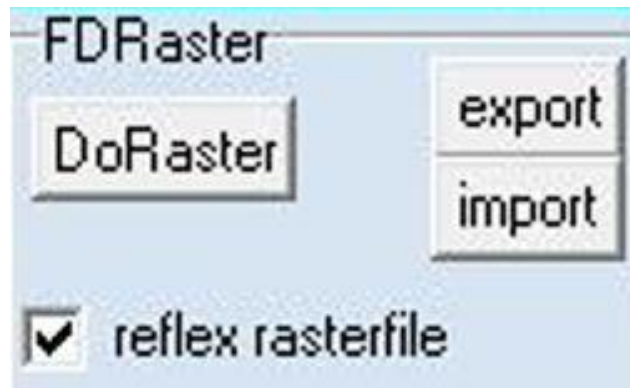 FDRaster
DoRaster
export
import
reflex rasterfile